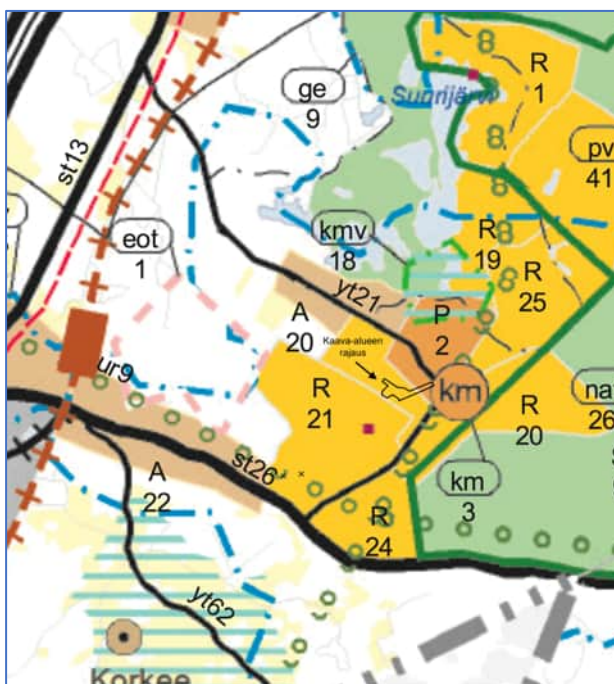 R
1
ge
9
Suurijärvi
st13
pv
41
eot
1
kmv
18
R
19
R
25
yt21
A
20
P
2
Kaava-alueen
rajaus
ur9
km
R
21
R
20
na
26
A
22
st26
km
3
R
24
yt62
Korkee